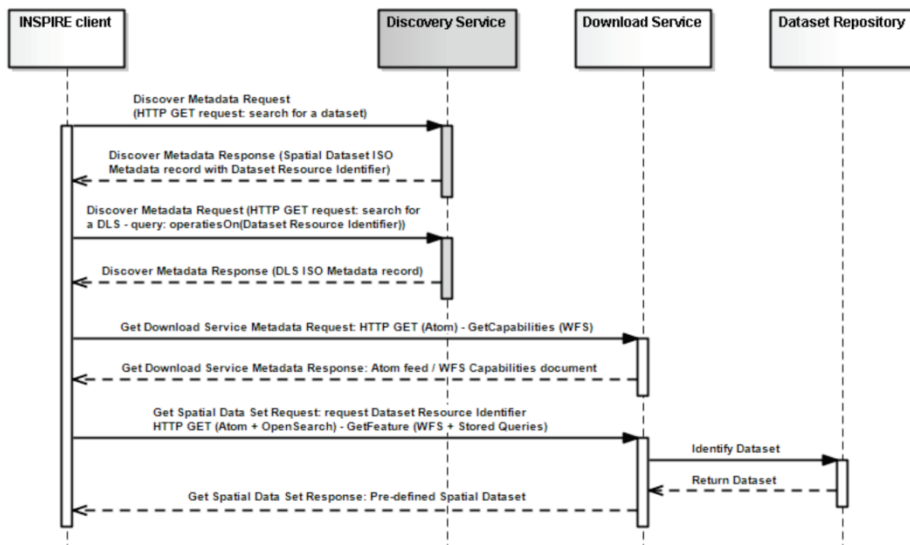 INSPIRE client
Discovery Service
Download Service
Dataset Repository
Discover Metadata Request
(HTTP GET request: search for a dataset)
Discover Metadata Response (Spatial Dataset ISO
Metadata record with Dataset Resource Identifier)
Discover Metadata Request (HTTP GET request: search for
a DLS - query: operatiesOn(Dataset Resource Identifier))
Discover Metadata Response (DLS ISO Metadata record)
Get Download Service Metadata Request: HTTP GET (Atom) - GetCapabilities (WFS)
Get Download Service Metadata Response: Atom feed / WFS Capabilities document
Get Spatial Data Set Request: request Dataset Resource Identifier
HTTP GET (Atom + OpenSearch) - GetFeature (WFS + Stored Queries)
Identify Dataset
Return Dataset
Get Spatial Data Set Response: Pre-defined Spatial Dataset